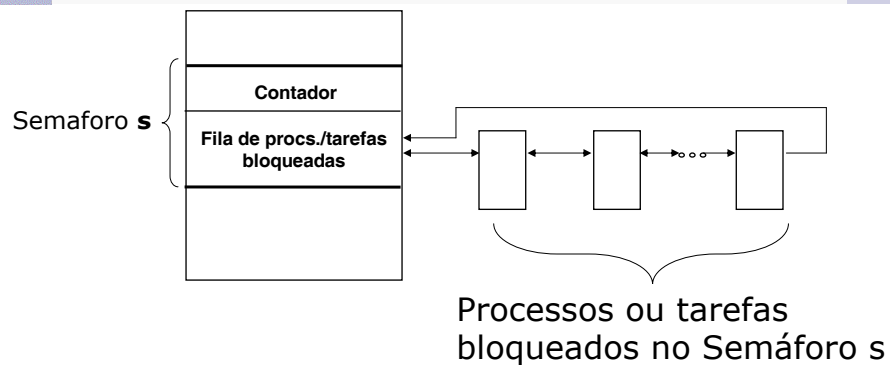 Contador
Semaforo s
Fila de procs./tarefas
bloqueadas
Processos ou tarefas
bloqueados no Semáforo s